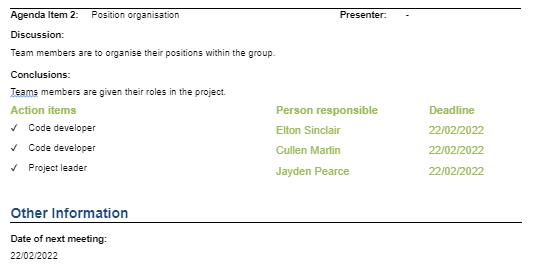 Agenda Item 2: Position organisation Presenter: -
Discussion:
Team members are to organise their positions within the group.
Conclusions:
Teams members are given their roles in the project.
Action items Person responsible Deadline
✓ Code developer Elton Sinclair 22/02/2022
✓ Code developer Cullen Martin 22/02/2022
✓ Project leader Jayden Pearce 22/02/2022
Other Information
Date of next meeting:
22/02/2022